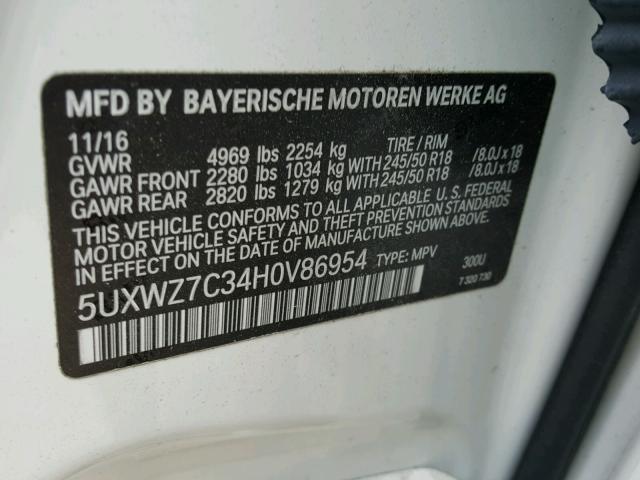 MFD BY BAYERISCHE MOTOREN WERKE AG
11/16 TIRE / RIM
GVWR 4969 lbs 2254 kg
GAWR FRONT 2280 lbs 1034 kg WITH 245/50 R18 /8.0J x 18
GAWR REAR 2820 lbs 1279 kg WITH 245/50 R18 /8.0J x 18
THIS VEHICLE CONFORMS TO ALL APPLICABLE U.S. FEDERAL
MOTOR VEHICLE SAFETY AND THEFT PREVENTION STANDARDS
IN EFFECT ON THE DATE OF MANUFACTURE SHOWN ABOVE.
5UXWZ7C34H0V86954 TYPE: MPV 300U
7 320 730